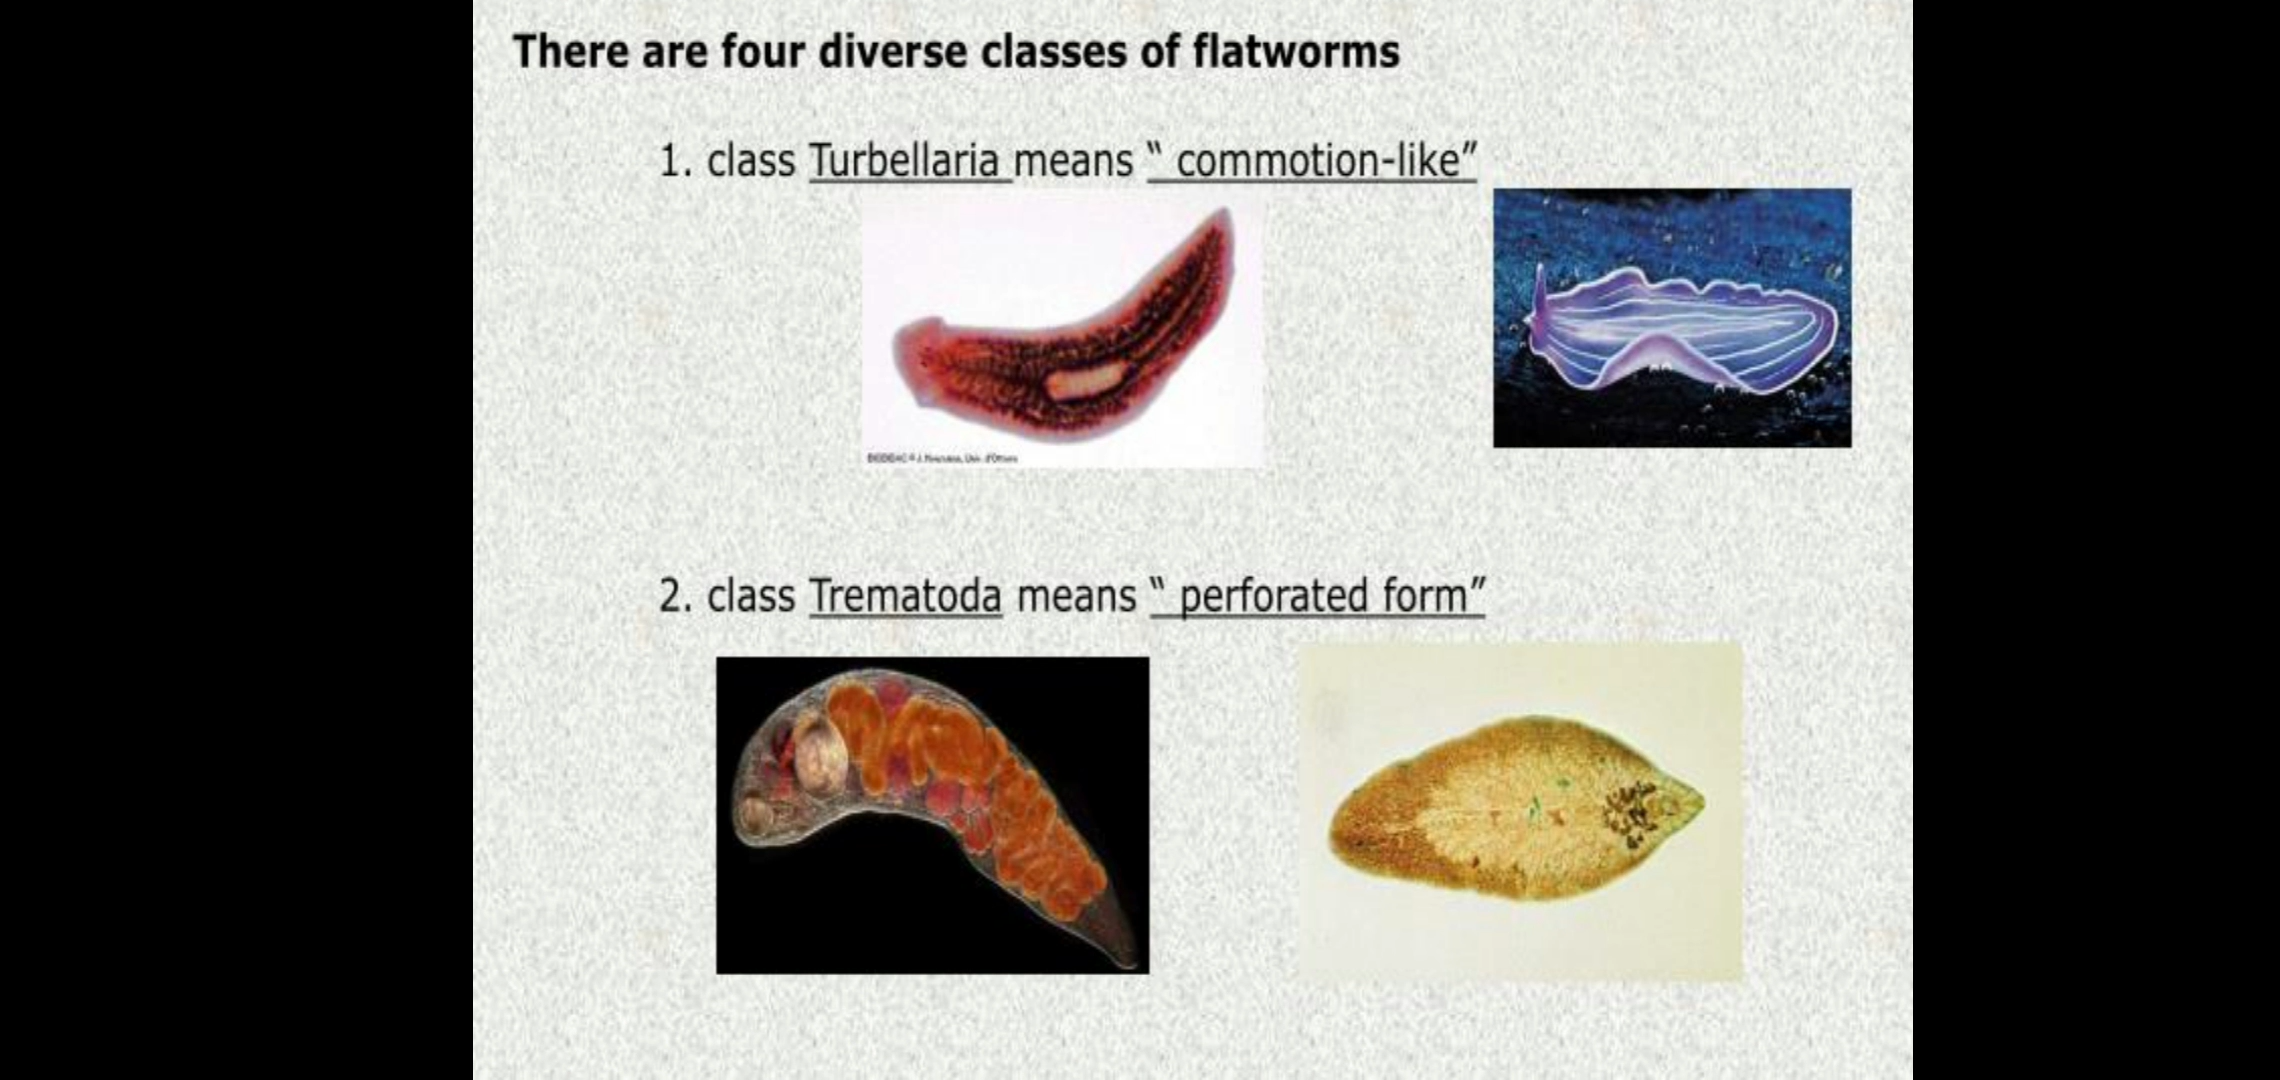 There are four diverse classes of flatworms
1. class Turbellaria means “ commotion-like”
2. class Trematoda means “ perforated form”